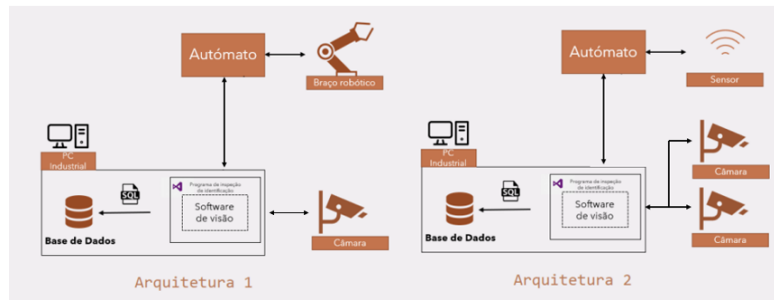 Autómato
Braço robótico
PC
Industrial
SQL
Programa de inspeção
de identificação
Software
de visão
Base de Dados
Câmara
Arquitetura 1
Autómato
Sensor
PC
Industrial
SQL
Programa de inspeção
de identificação
Software
de visão
Base de Dados
Câmara
Câmara
Arquitetura 2